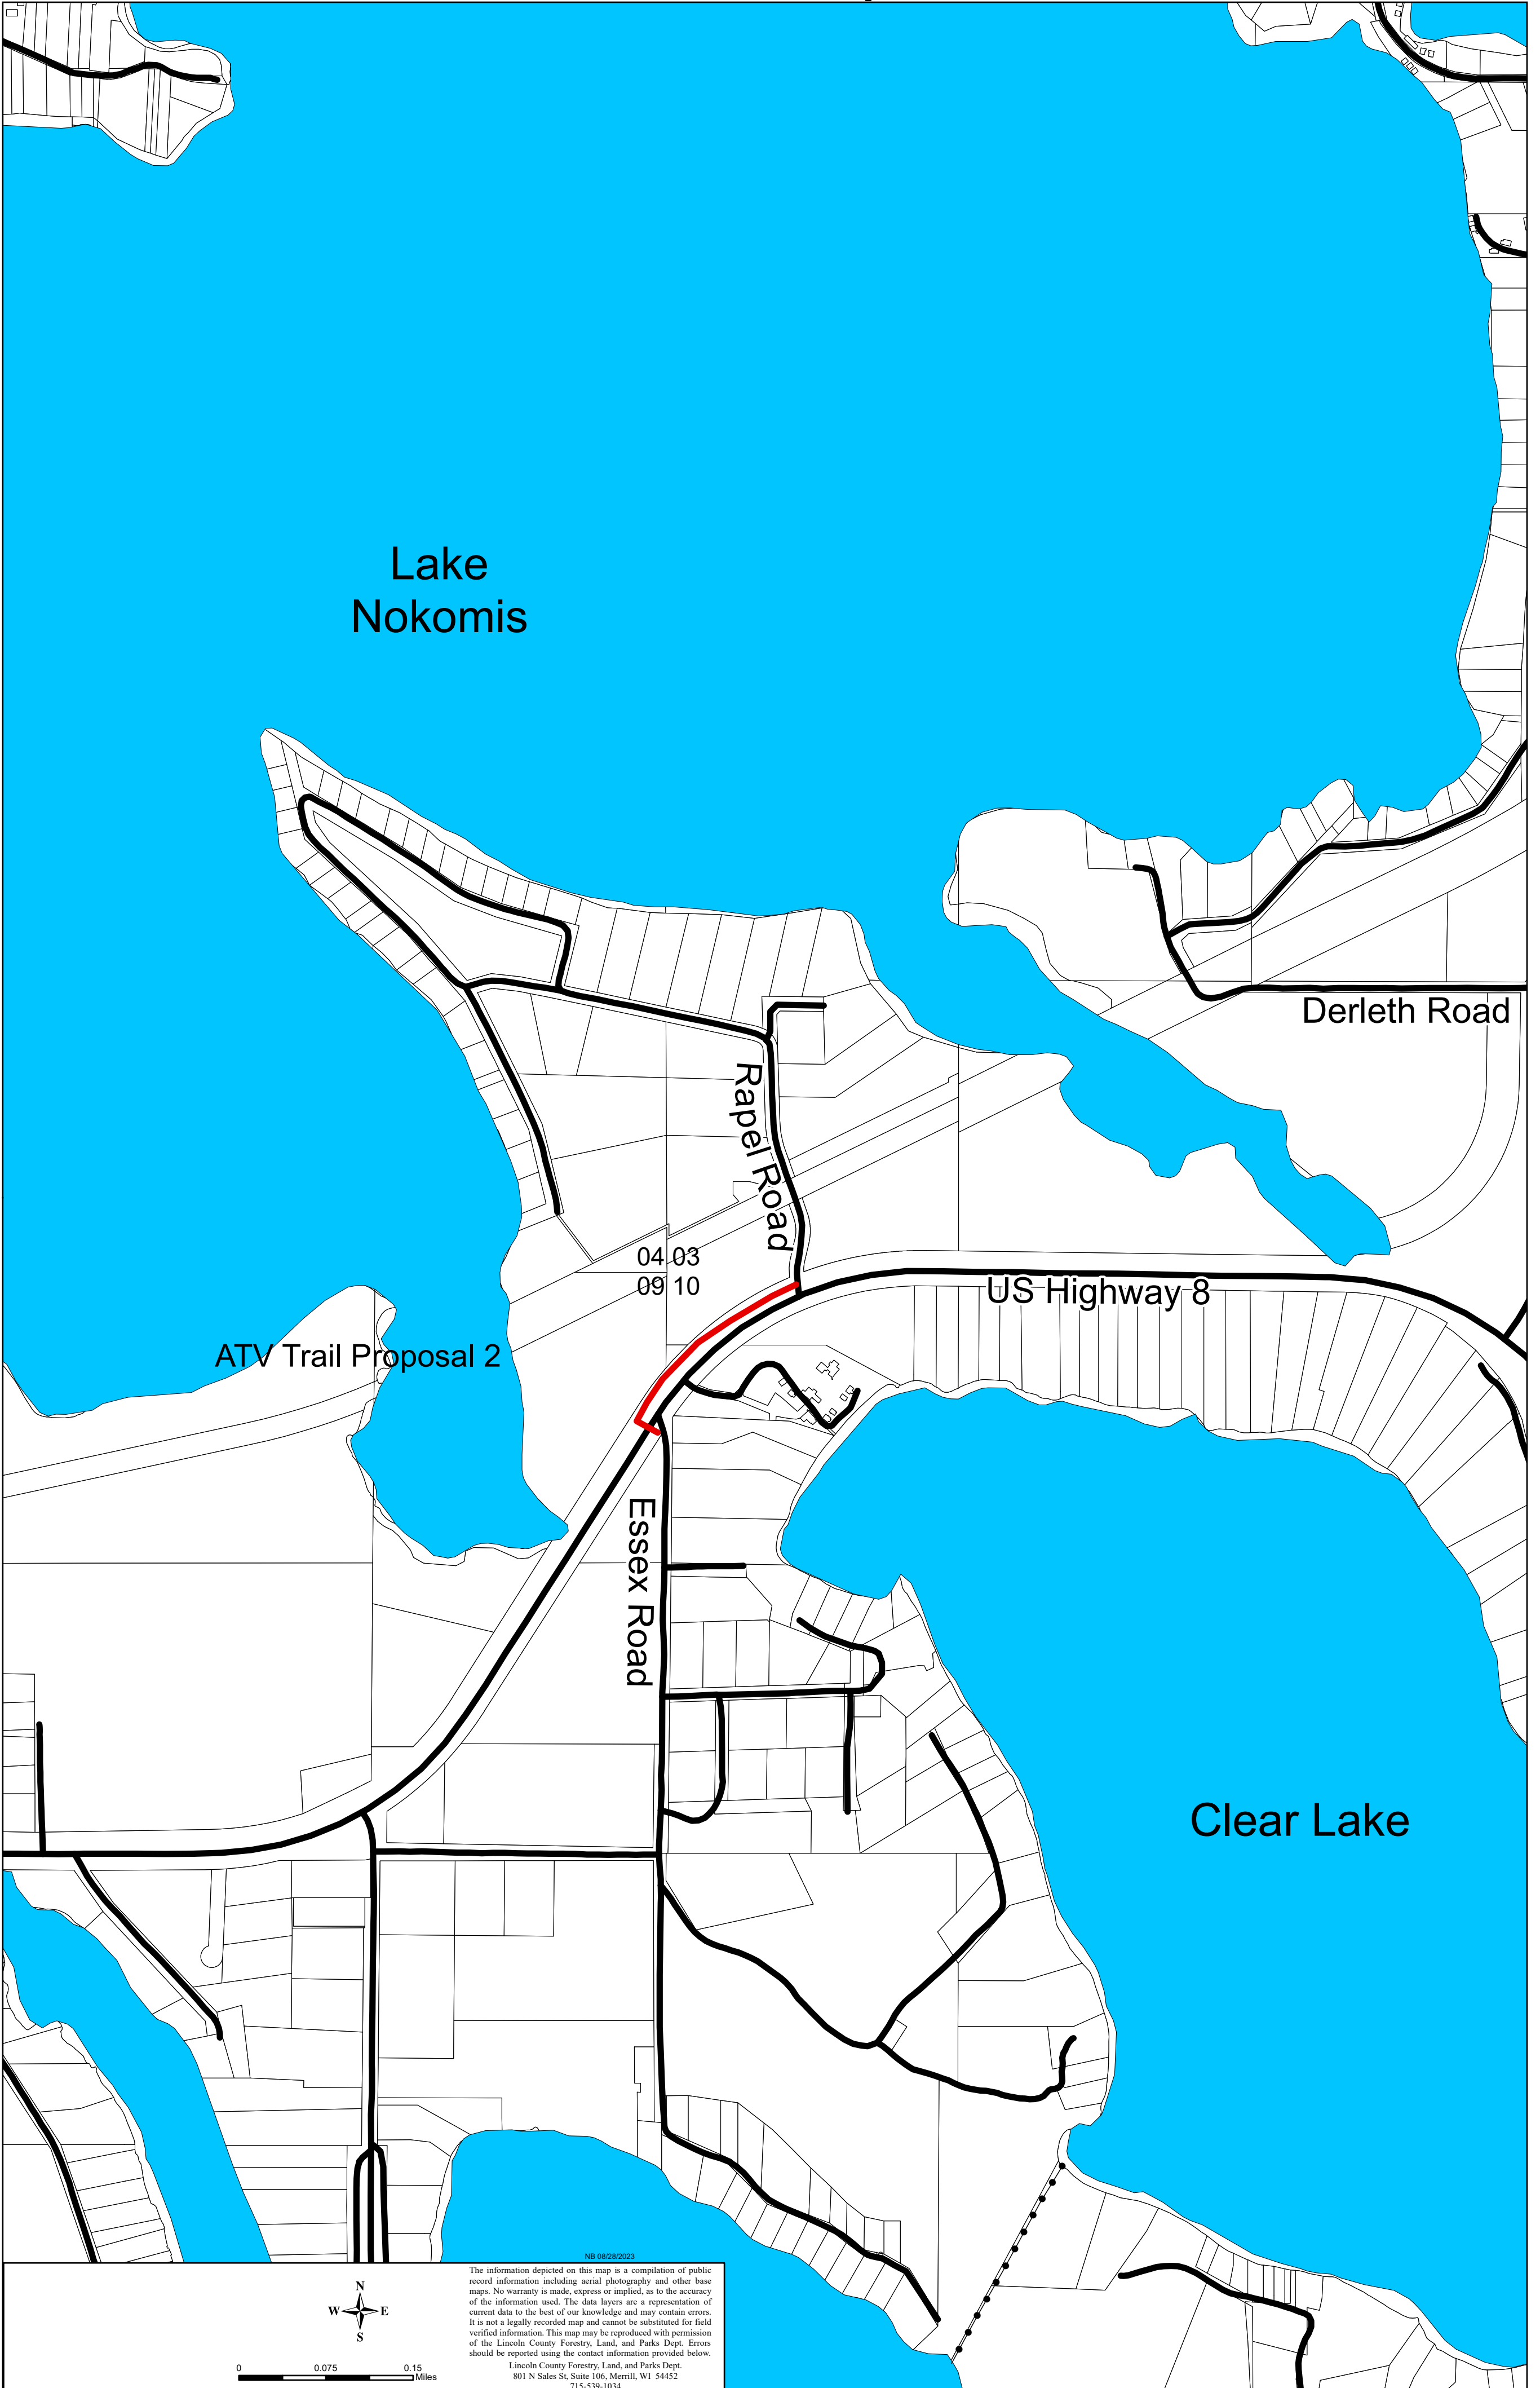 Lake
Nokomis
Derleth Road
Rapel Road
04 03
09 10
US Highway 8
ATV Trail Proposal 2
Essex Road
Clear Lake
NB 08/28/2023
The information depicted on this map is a compilation of public
record information including aerial photography and other base
maps. No warranty is made, express or implied, as to the accuracy
of the information used. The data layers are a representation of
current data to the best of our knowledge and may contain errors.
It is not a legally recorded map and cannot be substituted for field
verified information. This map may be reproduced with permission
of the Lincoln County Forestry, Land, and Parks Dept. Errors
should be reported using the contact information provided below.
Lincoln County Forestry, Land, and Parks Dept.
801 N Sales St, Suite 106, Merrill, WI 54452
715-539-1034
N
W E
S
0 0.075 0.15
Miles